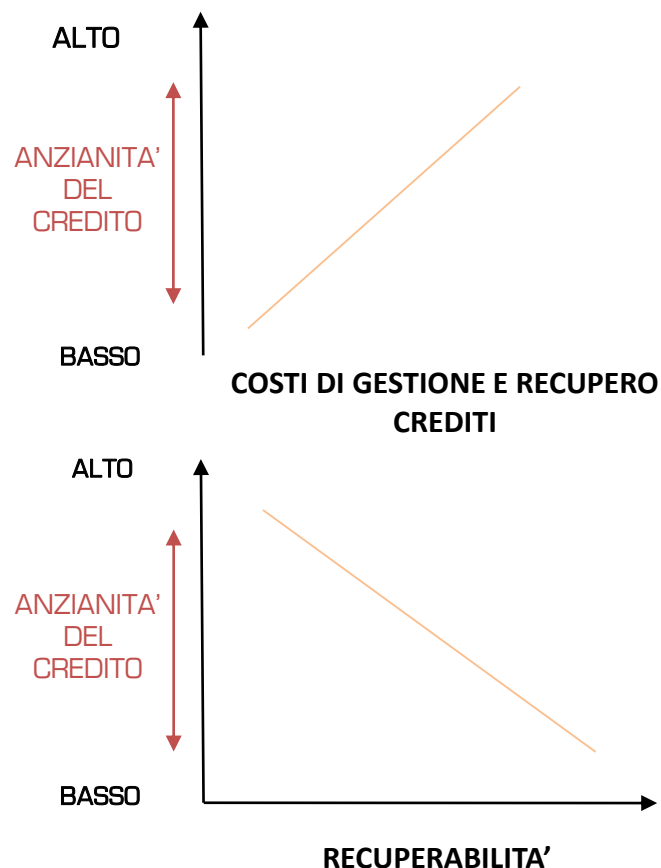 ALTO
ANZIANITA'
DEL
CREDITO
BASSO
COSTI DI GESTIONE E RECUPERO
CREDITI
ALTO
ANZIANITA'
DEL
CREDITO
BASSO
RECUPERABILITA'